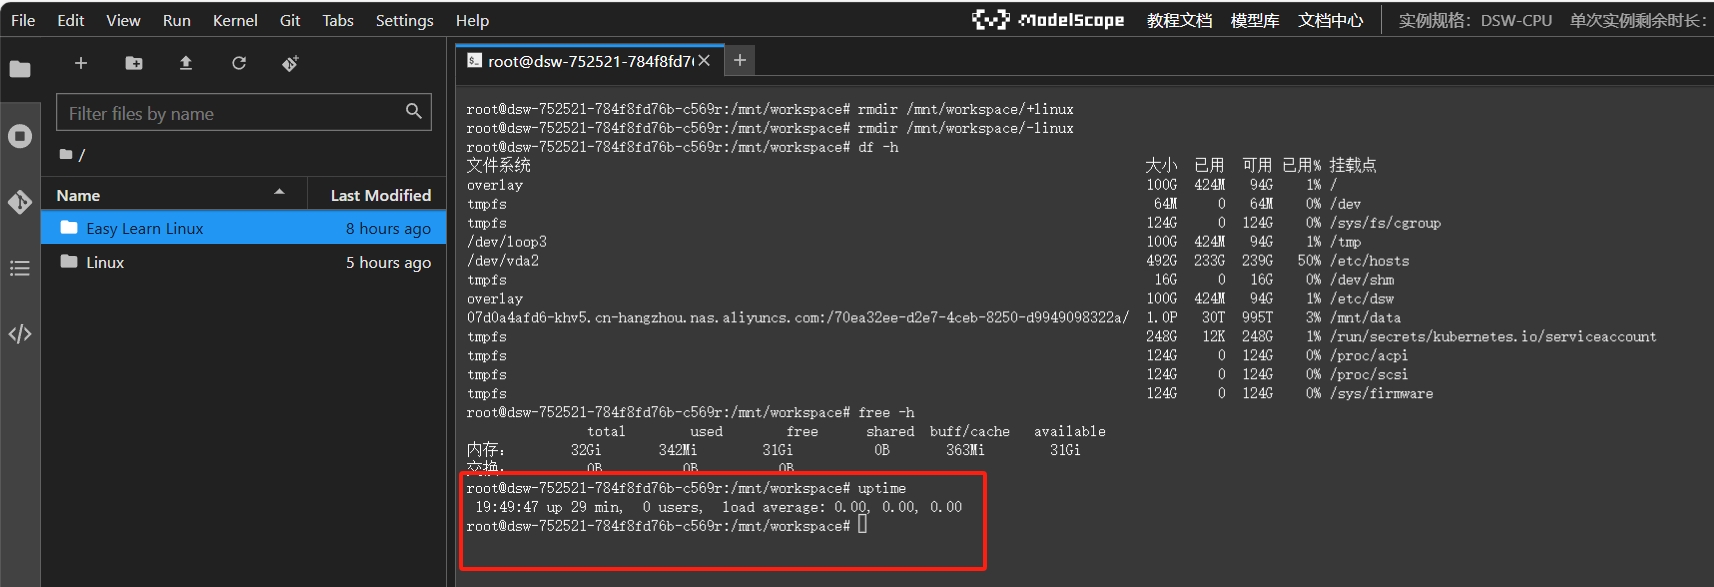 File Edit View Run Kernel Git Tabs Settings Help
ModelScope 教程文档 模型库 文档中心 实例规格： DSW-CPU 单次实例剩余时长：
root@dsw-752521-784f8fd7
Filter files by name
/
Name Last Modified
Easy Learn Linux 8 hours ago
Linux 5 hours ago
root@dsw-752521-784f8fd76b-c569r:/mnt/workspace# rmdir /mnt/workspace/+linux
root@dsw-752521-784f8fd76b-c569r:/mnt/workspace# rmdir /mnt/workspace/-linux
root@dsw-752521-784f8fd76b-c569r:/mnt/workspace# df -h
文件系统 大小 已用 可用 已用% 挂载点
overlay 100G 424M 94G 1% /
tmpfs 64M 0 64M 0% /dev
tmpfs 124G 0 124G 0% /sys/fs/cgroup
/dev/loop3 100G 424M 94G 1% /tmp
/dev/vda2 492G 233G 239G 50% /etc/hosts
tmpfs 16G 0 16G 0% /dev/shm
overlay 100G 424M 94G 1% /etc/dsw
07d0a4afd6-khv5.cn-hangzhou.nas.aliyuncs.com:/70ea32ee-d2e7-4ceb-8250-d9949098322a/ 1.0P 30T 995T 3% /mnt/data
tmpfs 248G 12K 248G 1% /run/secrets/kubernetes.io/serviceaccount
tmpfs 124G 0 124G 0% /proc/acpi
tmpfs 124G 0 124G 0% /proc/scsi
tmpfs 124G 0 124G 0% /sys/firmware
root@dsw-752521-784f8fd76b-c569r:/mnt/workspace# free -h
total used free shared buff/cache available
内存： 32Gi 342Mi 31Gi 0B 363Mi 31Gi
交换： 0B 0B 0B
root@dsw-752521-784f8fd76b-c569r:/mnt/workspace# uptime
19:49:47 up 29 min, 0 users, load average: 0.00, 0.00, 0.00
root@dsw-752521-784f8fd76b-c569r:/mnt/workspace#